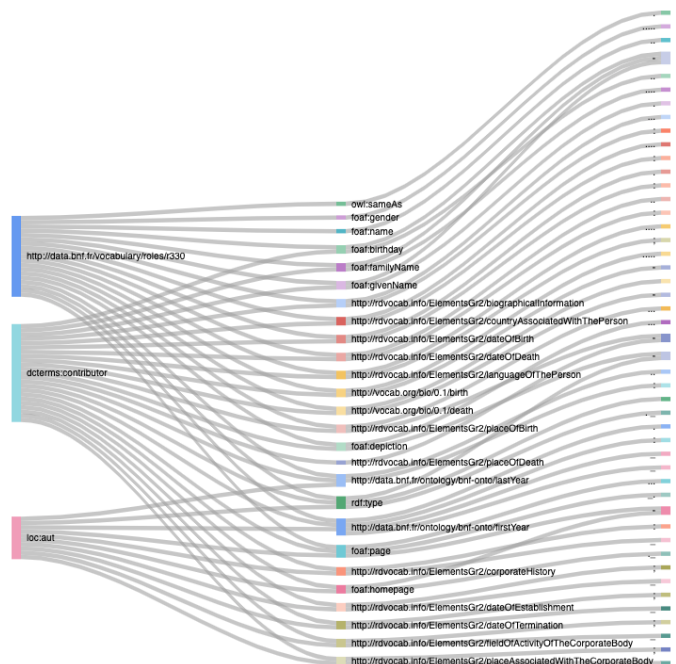 owl:sameAs
foaf:gender
foaf:name
foaf:birthday
http://data.bnf.fr/vocabulary/roles/r330
foaf:familyName
foaf:givenName
http://rdvocab.info/ElementsGr2/biographicalInformation
http://rdvocab.info/ElementsGr2/countryAssociatedWithThePerson
http://rdvocab.info/ElementsGr2/dateOfBirth
http://rdvocab.info/ElementsGr2/dateOfDeath
dcterms:contributor
http://rdvocab.info/ElementsGr2/languageOfThePerson
http://vocab.org/bio/0.1/birth
http://vocab.org/bio/0.1/death
http://rdvocab.info/ElementsGr2/placeOfBirth
foaf:depiction
http://rdvocab.info/ElementsGr2/placeOfDeath
http://data.bnf.fr/ontology/bnf-onto/lastYear
rdf:type
http://data.bnf.fr/ontology/bnf-onto/firstYear
loc:aut
foaf:page
http://rdvocab.info/ElementsGr2/corporateHistory
foaf:homepage
http://rdvocab.info/ElementsGr2/dateOfEstablishment
http://rdvocab.info/ElementsGr2/dateOfTermination
http://rdvocab.info/ElementsGr2/fieldOfActivityOfTheCorporateBody
http://rdvocab.info/ElementsGr2/placeAssociatedWithTheCorporateBody